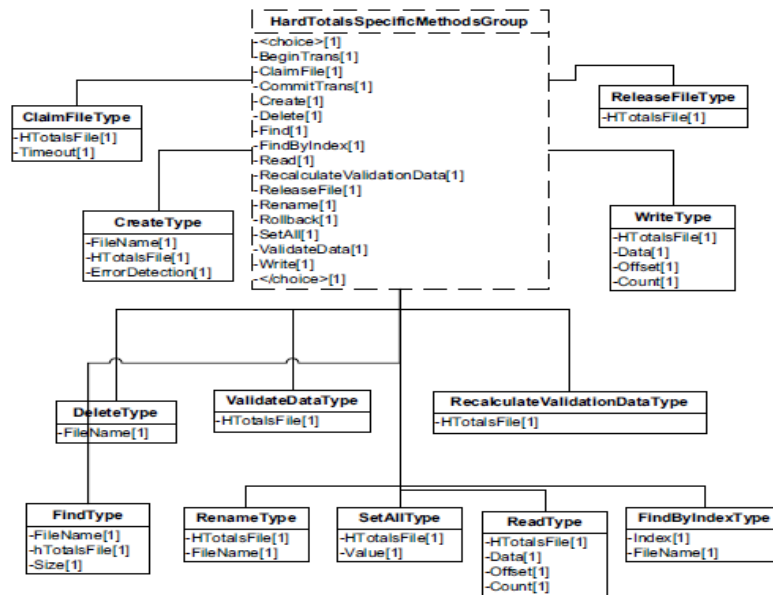 HardTotalsSpecificMethodsGroup
-<choice>[1]
-BeginTrans[1]
-ClaimFile[1]
-CommitTrans[1]
-Create[1]
-Delete[1]
-Find[1]
-FindByIndex[1]
-Read[1]
-RecalculateValidationData[1]
-ReleaseFile[1]
-Rename[1]
-Rollback[1]
-SetAll[1]
-ValidateData[1]
-Write[1]
-</choice>[1]
ClaimFileType
-HTotalsFile[1]
-Timeout[1]
ReleaseFileType
-HTotalsFile[1]
CreateType
-FileName[1]
-HTotalsFile[1]
-ErrorDetection[1]
WriteType
-HTotalsFile[1]
-Data[1]
-Offset[1]
-Count[1]
DeleteType
-FileName[1]
ValidateDataType
-HTotalsFile[1]
RecalculateValidationDataType
-HTotalsFile[1]
FindType
-FileName[1]
-hTotalsFile[1]
-Size[1]
RenameType
-HTotalsFile[1]
-FileName[1]
SetAllType
-HTotalsFile[1]
-Value[1]
ReadType
-HTotalsFile[1]
-Data[1]
-Offset[1]
-Count[1]
FindByIndexType
-Index[1]
-FileName[1]